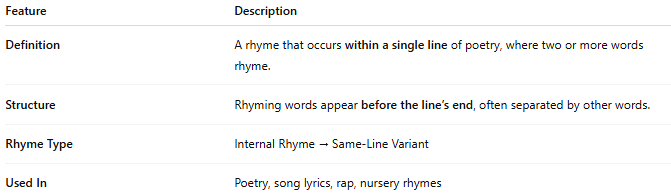 Feature Description
Definition A rhyme that occurs within a single line of poetry, where two or more words
rhyme.
Structure Rhyming words appear before the line’s end, often separated by other words.
Rhyme Type Internal Rhyme → Same-Line Variant
Used In Poetry, song lyrics, rap, nursery rhymes